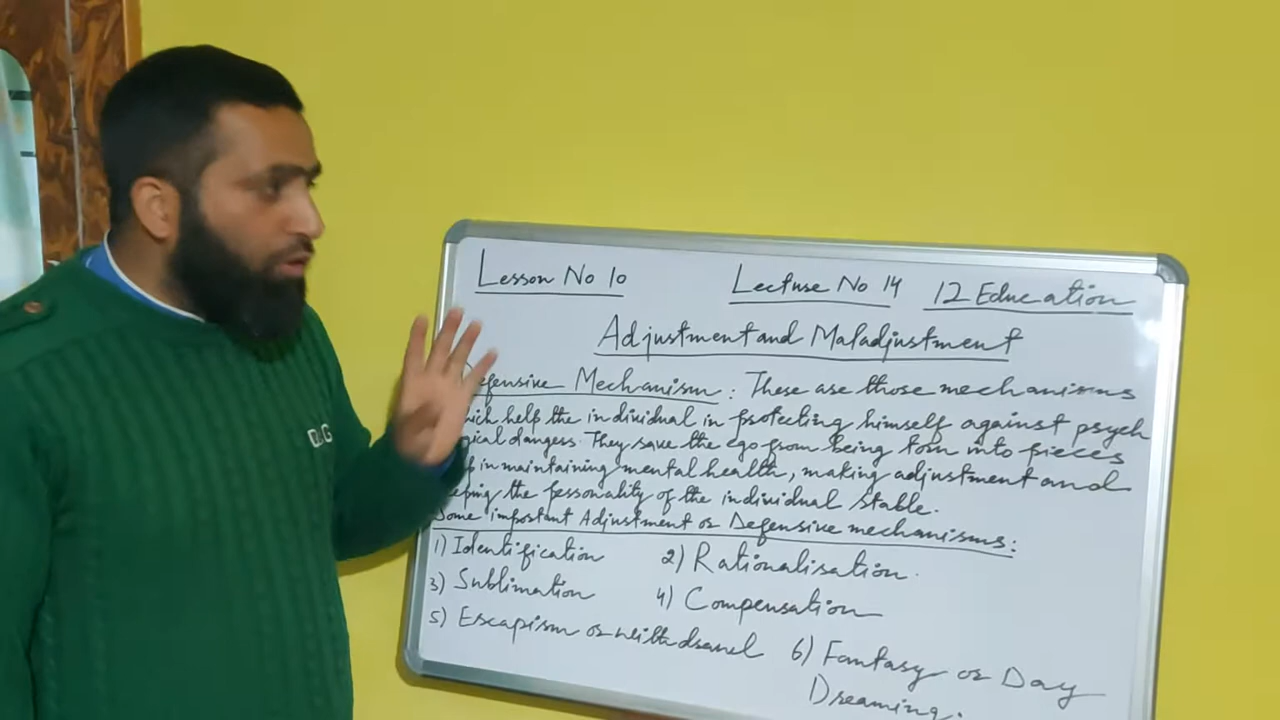 Lesson No 10 Lecture No 14 12 Education
Adjustment and Maladjustment
Defensive Mechanism : These are those mechanisms
which help the individual in protecting himself against psych
ogical dangers. They save the ego from being torn into pieces
in maintaining mental health, making adjustment and
eeping the personality of the individual stable.
Some important Adjustment or Defensive mechanisms:
1) Identification 2) Rationalisation.
3) Sublimation 4) Compensation
5) Escapism or withdrawel 6) Fantasy or Day
Dreaming.